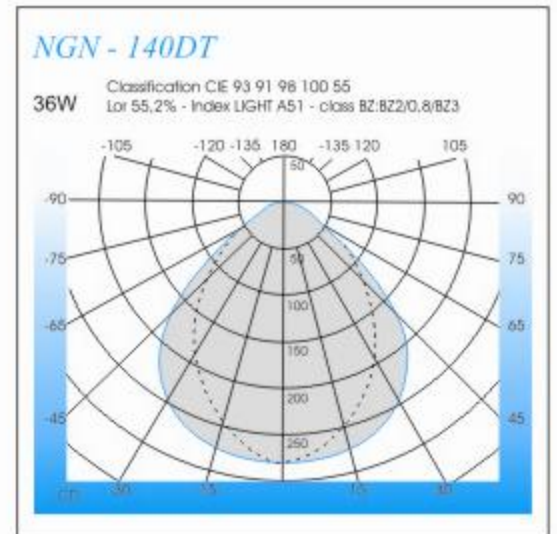 NGN - 140DT
36W
Classification CIE 93 91 98 100 55
Lor 55,2% - Index LIGHT A51 - class BZ:BZ2/0,8/BZ3
-105 -120 -135 180 -135 120 105
50
-90 90
50
-75 75
100
-65 65
150
200
-45 45
250
CD -30 -15 15 30